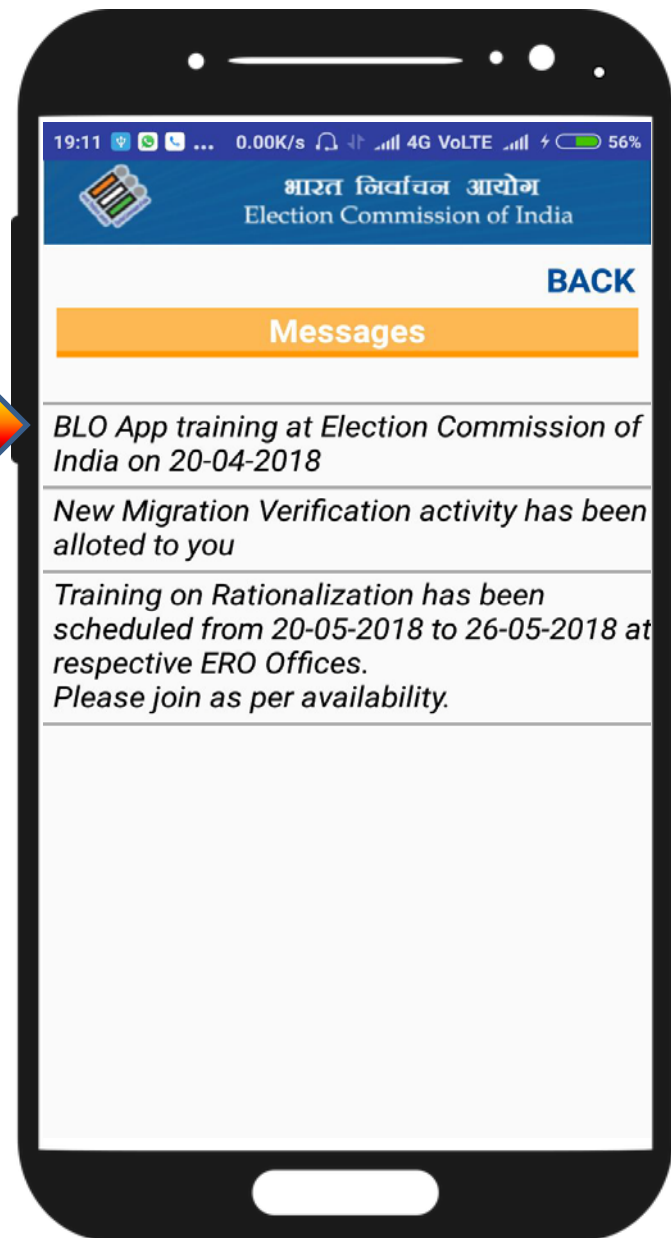 19:11 ... 0.00K/s 4G VoLTE 56%
भारत निर्वाचन आयोग
Election Commission of India
BACK
Messages
BLO App training at Election Commission of
India on 20-04-2018
New Migration Verification activity has been
alloted to you
Training on Rationalization has been
scheduled from 20-05-2018 to 26-05-2018 at
respective ERO Offices.
Please join as per availability.